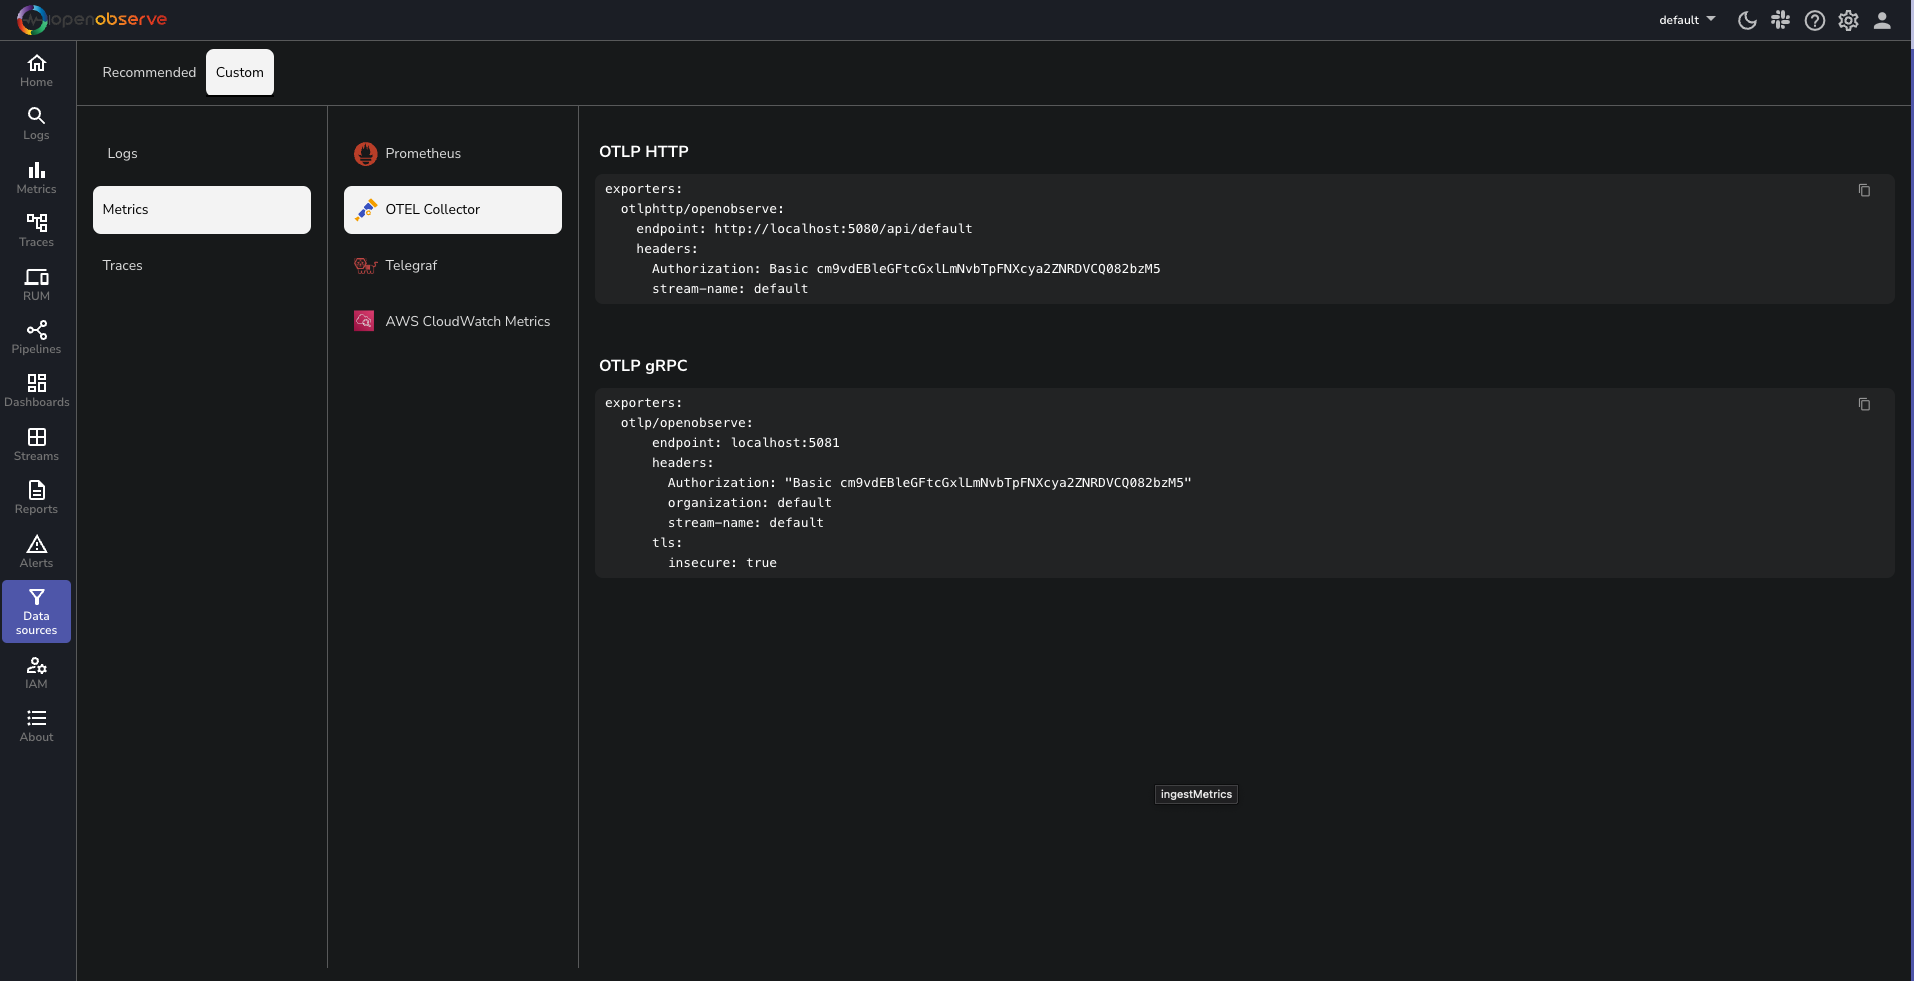 openobserve
default
Home
Logs
Metrics
Traces
RUM
Pipelines
Dashboards
Streams
Reports
Alerts
Data
sources
IAM
About
Recommended
Custom
Logs
Metrics
Traces
Prometheus
OTEL Collector
Telegraf
AWS CloudWatch Metrics
OTLP HTTP
exporters:
  otlphttp/openobserve:
    endpoint: http://localhost:5080/api/default
    headers:
      Authorization: Basic cm9vdEBleGFtcGxlLmNvbTpFNXcya2ZNRDVCQ082bzM5
      stream-name: default
OTLP gRPC
exporters:
  otlp/openobserve:
      endpoint: localhost:5081
      headers:
        Authorization: "Basic cm9vdEBleGFtcGxlLmNvbTpFNXcya2ZNRDVCQ082bzM5"
        organization: default
        stream-name: default
      tls:
        insecure: true
ingestMetrics